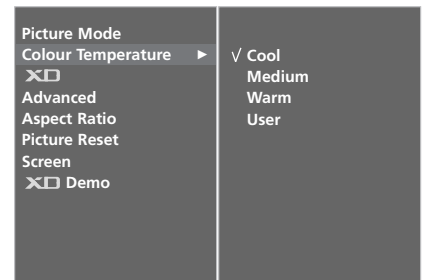 Picture Mode
Colour Temperature ►
XD
Advanced
Aspect Ratio
Picture Reset
Screen
XD Demo
√ Cool
Medium
Warm
User